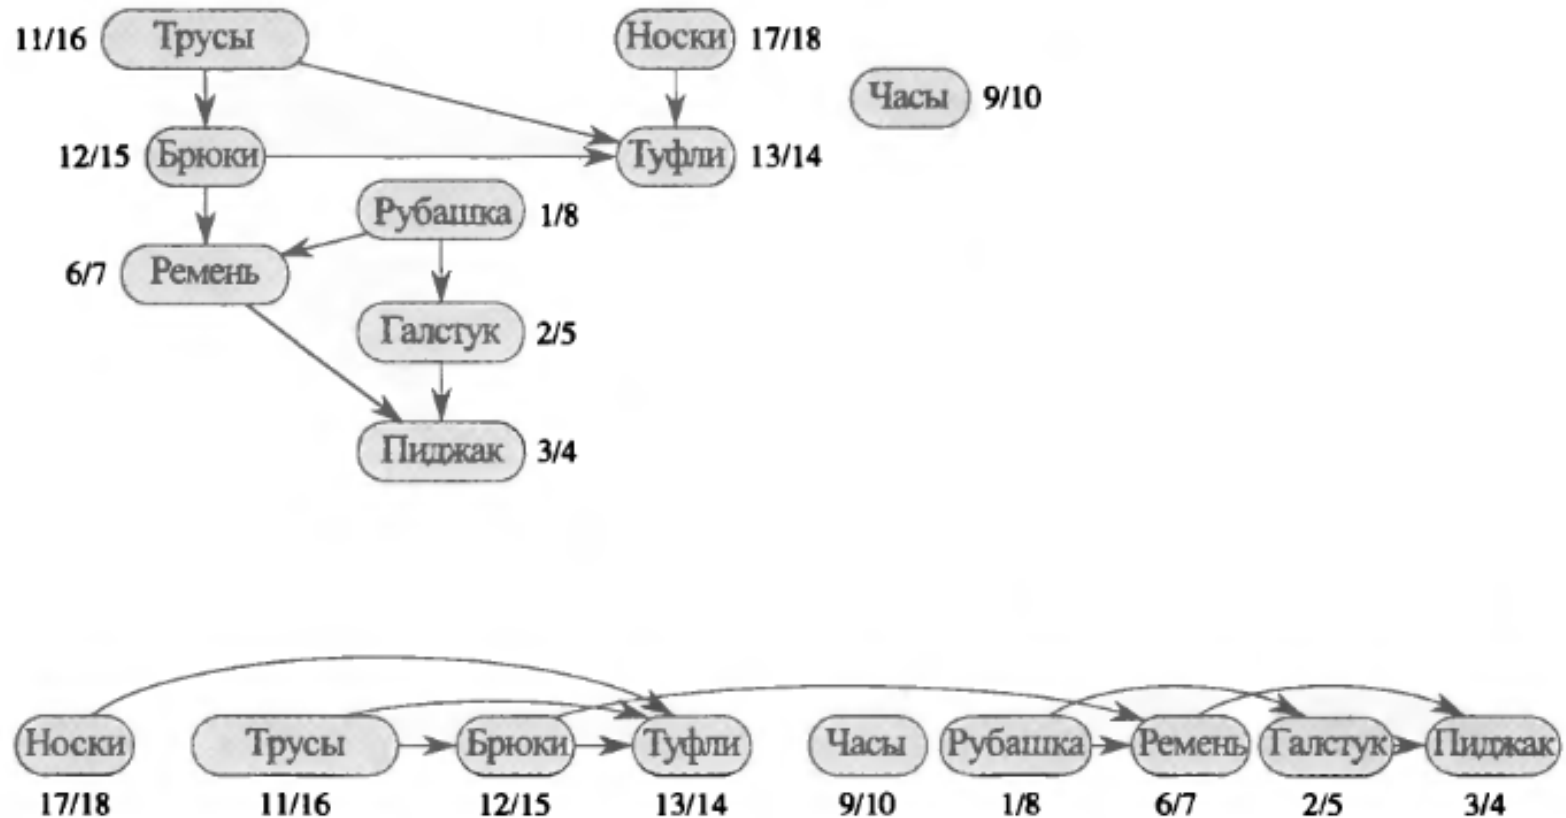 11/16 Трусы Носки 17/18
Часы 9/10
12/15 Брюки Туфли 13/14
Рубашка 1/8
6/7 Ремень
Галстук 2/5
Пиджак 3/4
Носки Трусы Брюки Туфли Часы Рубашка Ремень Галстук Пиджак
17/18 11/16 12/15 13/14 9/10 1/8 6/7 2/5 3/4